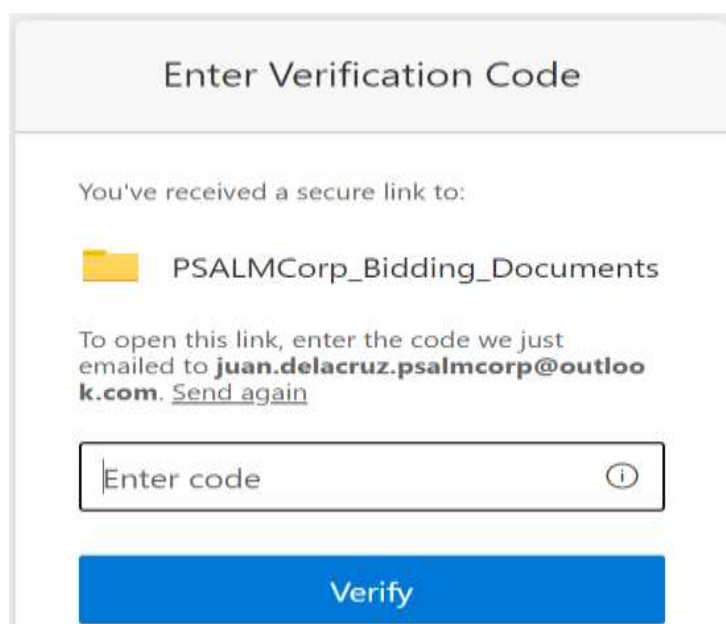 Enter Verification Code
You've received a secure link to:
PSALMCorp_Bidding_Documents
To open this link, enter the code we just
emailed to juan.delacruz.psalmcorp@outloo
k.com. Send again
Enter code
Verify